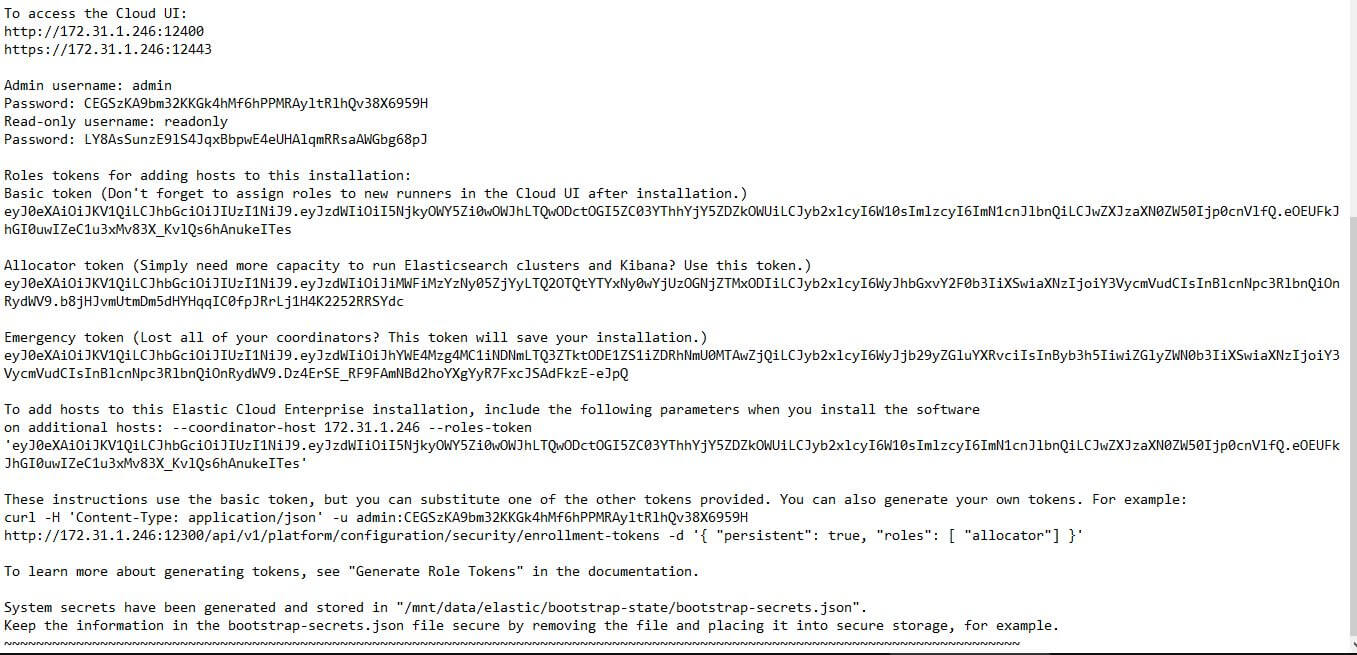 To access the Cloud UI:
http://172.31.1.246:12400
https://172.31.1.246:12443
Admin username: admin
Password: CEGSzKA9bm32KKGk4hMf6hPPMRAyltRlhQv38X6959H
Read-only username: readonly
Password: LY8AsSunzE9lS4JqxBbpwE4eUHAlqmRRsaAWGbg68pJ
Roles tokens for adding hosts to this installation:
Basic token (Don't forget to assign roles to new runners in the Cloud UI after installation.)
eyJ0eXAiOiJKV1QiLCJhbGciOiJIUzI1NiJ9.eyJzdWIiOiI5NjkyOWY5Zi0wOWJhLTQwODctOGI5ZC03YThhYjY5ZDZkOWUiLCJyb2xlcyI6W10sImlzcyI6ImN1cnJlbnQiLCJwZXJzaXN0ZW50Ijp0cnVlfQ.eOEUFkJ
hGI0uwIZeC1u3xMv83X_KvlQs6hAnukeITes
Allocator token (Simply need more capacity to run Elasticsearch clusters and Kibana? Use this token.)
eyJ0eXAiOiJKV1QiLCJhbGciOiJIUzI1NiJ9.eyJzdWIiOiJiMWFiMzYzNy05ZjYyLTQ2OTQtYTYxNy0wYjUzOGNjZTMxODIiLCJyb2xlcyI6WyJhbGxvY2F0b3IiXSwiaXNzIjoiY3VycmVudCIsInBlcnNpc3RlbnQiOn
RydWV9.b8jHJvmUtmDm5dHYHqqIC0fpJRrLj1H4K2252RRSYdc
Emergency token (Lost all of your coordinators? This token will save your installation.)
eyJ0eXAiOiJKV1QiLCJhbGciOiJIUzI1NiJ9.eyJzdWIiOiJhYWE4Mzg4MC1iNDNmLTQ3ZTktODE1ZS1iZDRhNmU0MTAwZjQiLCJyb2xlcyI6WyJjb29yZGluYXRvciIsInByb3h5IiwiZGlyZWN0b3IiXSwiaXNzIjoiY3
VycmVudCIsInBlcnNpc3RlbnQiOnRydWV9.Dz4ErSE_RF9FAmNBd2hoYXgYyR7FxcJSAdFkzE-eJpQ
To add hosts to this Elastic Cloud Enterprise installation, include the following parameters when you install the software
on additional hosts: --coordinator-host 172.31.1.246 --roles-token
'eyJ0eXAiOiJKV1QiLCJhbGciOiJIUzI1NiJ9.eyJzdWIiOiI5NjkyOWY5Zi0wOWJhLTQwODctOGI5ZC03YThhYjY5ZDZkOWUiLCJyb2xlcyI6W10sImlzcyI6ImN1cnJlbnQiLCJwZXJzaXN0ZW50Ijp0cnVlfQ.eOEUFk
JhGI0uwIZeC1u3xMv83X_KvlQs6hAnukeITes'
These instructions use the basic token, but you can substitute one of the other tokens provided. You can also generate your own tokens. For example:
curl -H 'Content-Type: application/json' -u admin:CEGSzKA9bm32KKGk4hMf6hPPMRAyltRlhQv38X6959H
http://172.31.1.246:12300/api/v1/platform/configuration/security/enrollment-tokens -d '{ "persistent": true, "roles": [ "allocator"] }'
To learn more about generating tokens, see "Generate Role Tokens" in the documentation.
System secrets have been generated and stored in "/mnt/data/elastic/bootstrap-state/bootstrap-secrets.json".
Keep the information in the bootstrap-secrets.json file secure by removing the file and placing it into secure storage, for example.
~~~~~~~~~~~~~~~~~~~~~~~~~~~~~~~~~~~~~~~~~~~~~~~~~~~~~~~~~~~~~~~~~~~~~~~~~~~~~~~~~~~~~~~~~~~~~~~~~~~~~~~~~~~~~~~~~~~~~~~~~~~~~~~